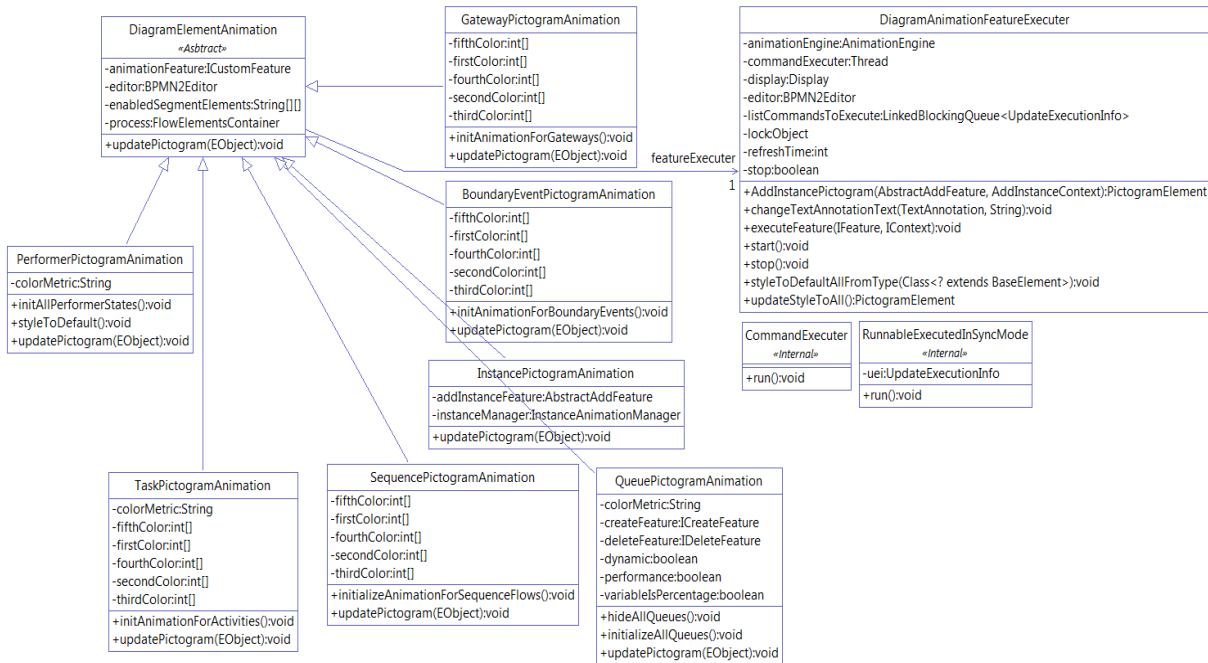 DiagramElementAnimation
«Asbtract»
-animationFeature:ICustomFeature
-editor:BPMN2Editor
-enabledSegmentElements:String[][]
-process:FlowElementsContainer
+updatePictogram(EObject):void
GatewayPictogramAnimation
-fifthColor:int[]
-firstColor:int[]
-fourthColor:int[]
-secondColor:int[]
-thirdColor:int[]
+initAnimationForGateways():void
+updatePictogram(EObject):void
DiagramAnimationFeatureExecuter
-animationEngine:AnimationEngine
-commandExecuter:Thread
-display:Display
-editor:BPMN2Editor
-listCommandsToExecute:LinkedBlockingQueue<UpdateExecutionInfo>
-lock:Object
-refreshTime:int
-stop:boolean
+AddInstancePictogram(AbstractAddFeature, AddInstanceContext):PictogramElement
+changeTextAnnotationText(TextAnnotation, String):void
+executeFeature(IFeature, IContext):void
+start():void
+stop():void
+styleToDefaultAllFromType(Class<? extends BaseElement>):void
+updateStyleToAll():PictogramElement
featureExecuter
1
BoundaryEventPictogramAnimation
-fifthColor:int[]
-firstColor:int[]
-fourthColor:int[]
-secondColor:int[]
-thirdColor:int[]
+initAnimationForBoundaryEvents():void
+updatePictogram(EObject):void
PerformerPictogramAnimation
-colorMetric:String
+initAllPerformerStates():void
+styleToDefault():void
+updatePictogram(EObject):void
CommandExecuter
«Internal»
+run():void
RunnableExecutedInSyncMode
«Internal»
-uei:UpdateExecutionInfo
+run():void
InstancePictogramAnimation
-addInstanceFeature:AbstractAddFeature
-instanceManager:InstanceAnimationManager
+updatePictogram(EObject):void
TaskPictogramAnimation
-colorMetric:String
-fifthColor:int[]
-firstColor:int[]
-fourthColor:int[]
-secondColor:int[]
-thirdColor:int[]
+initAnimationForActivities():void
+updatePictogram(EObject):void
SequencePictogramAnimation
-fifthColor:int[]
-firstColor:int[]
-fourthColor:int[]
-secondColor:int[]
-thirdColor:int[]
+initializeAnimationForSequenceFlows():void
+updatePictogram(EObject):void
QueuePictogramAnimation
-colorMetric:String
-createFeature:ICreateFeature
-deleteFeature:IDeleteFeature
-dynamic:boolean
-performance:boolean
-variableIsPercentage:boolean
+hideAllQueues():void
+initializeAllQueues():void
+updatePictogram(EObject):void